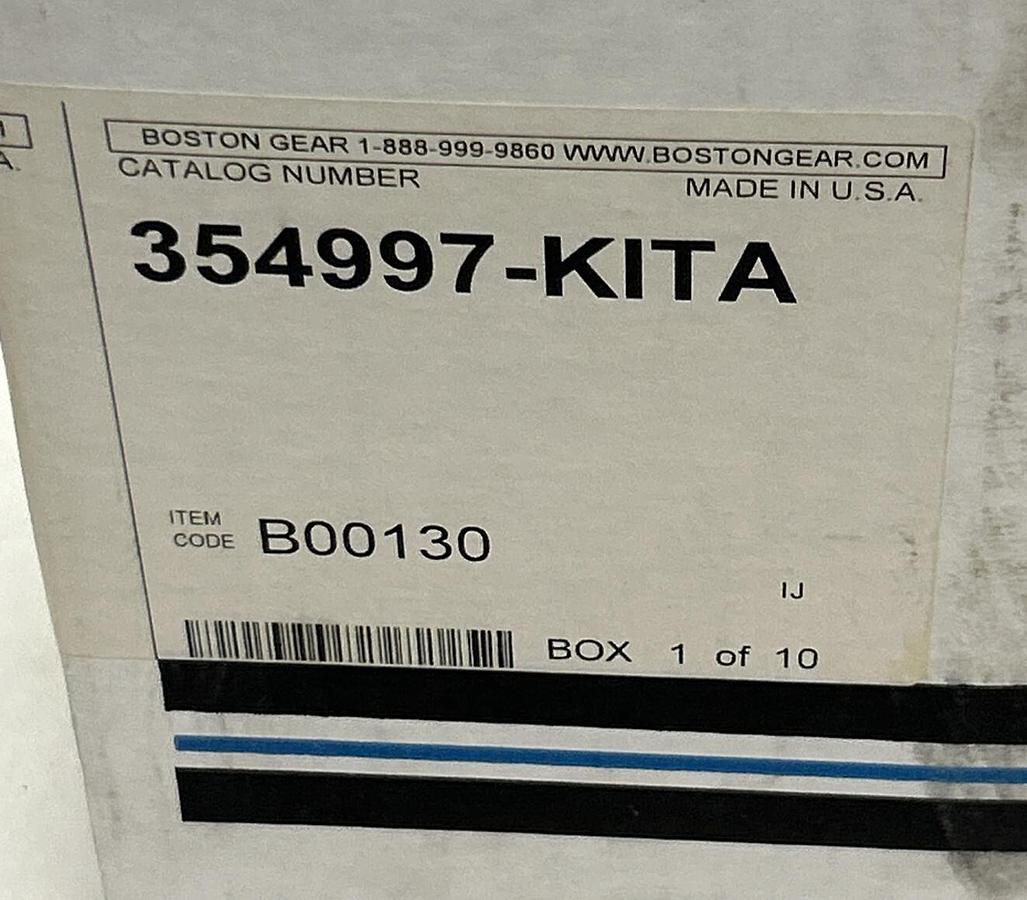 BOSTON GEAR 1-888-999-9860 WWW.BOSTONGEAR.COM
CATALOG NUMBER
MADE IN U.S.A.
354997-KITA
ITEM
CODE B00130
IJ
BOX 1 of 10